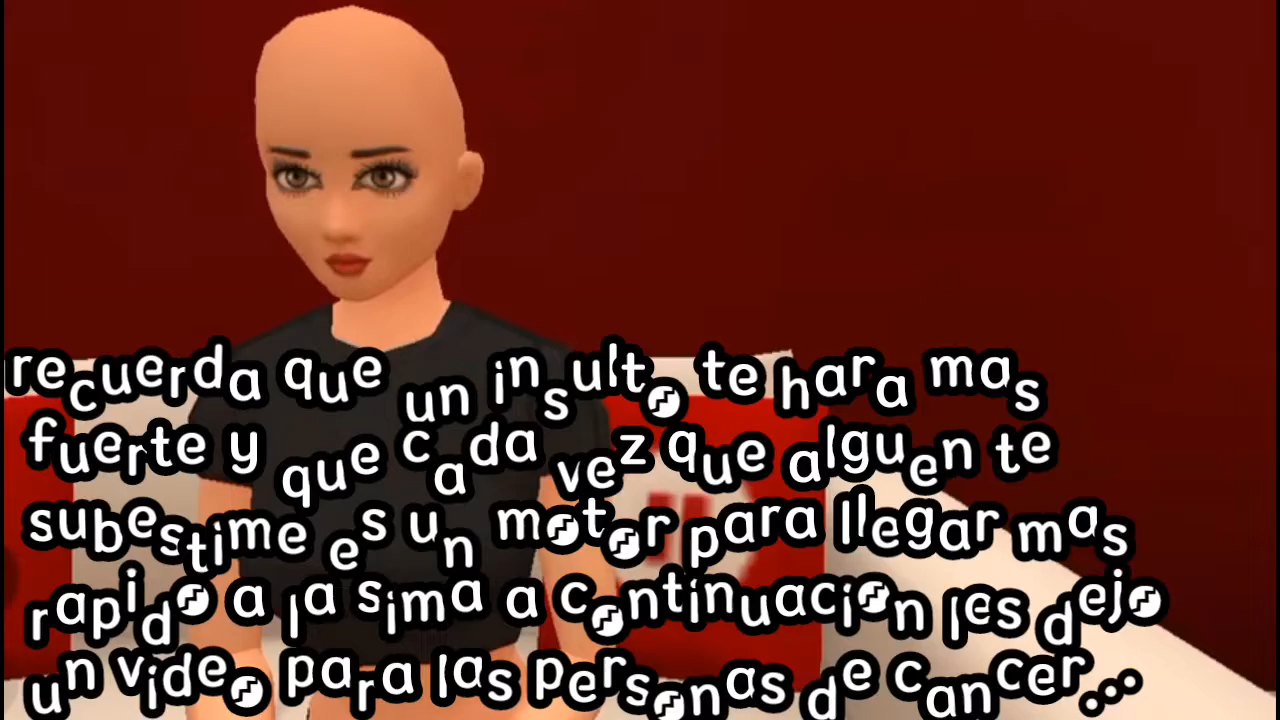 recuerda que un insulto te hara mas
fuerte y que cada vez que alguen te
subestime es un motor para llegar mas
rapido a la sima a continuación les dejo
un video para las personas de cancer...